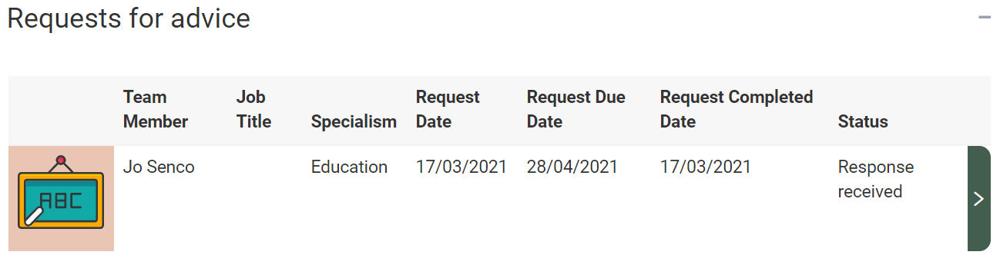 Requests for advice
Team Member Job Title Specialism Request Date Request Due Date Request Completed Date Status
ABC Jo Senco Education 17/03/2021 28/04/2021 17/03/2021 Response received